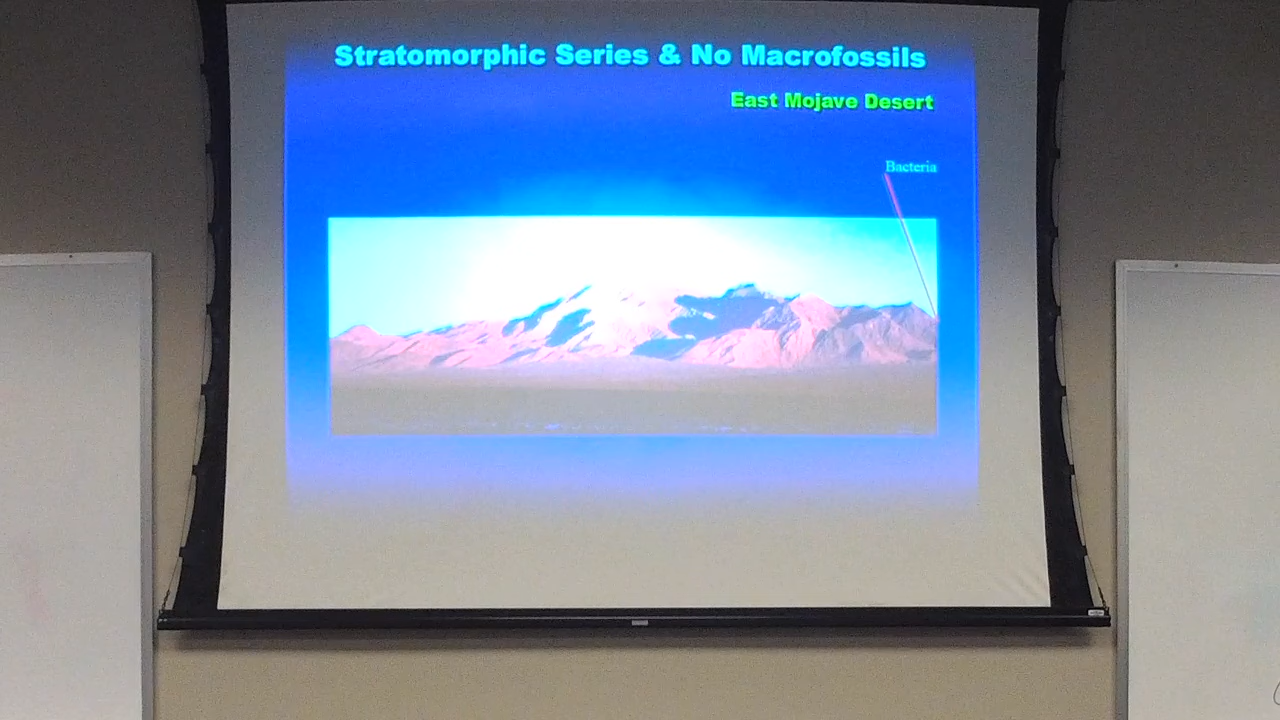 Stratomorphic Series & No Macrofossils
East Mojave Desert
Bacteria